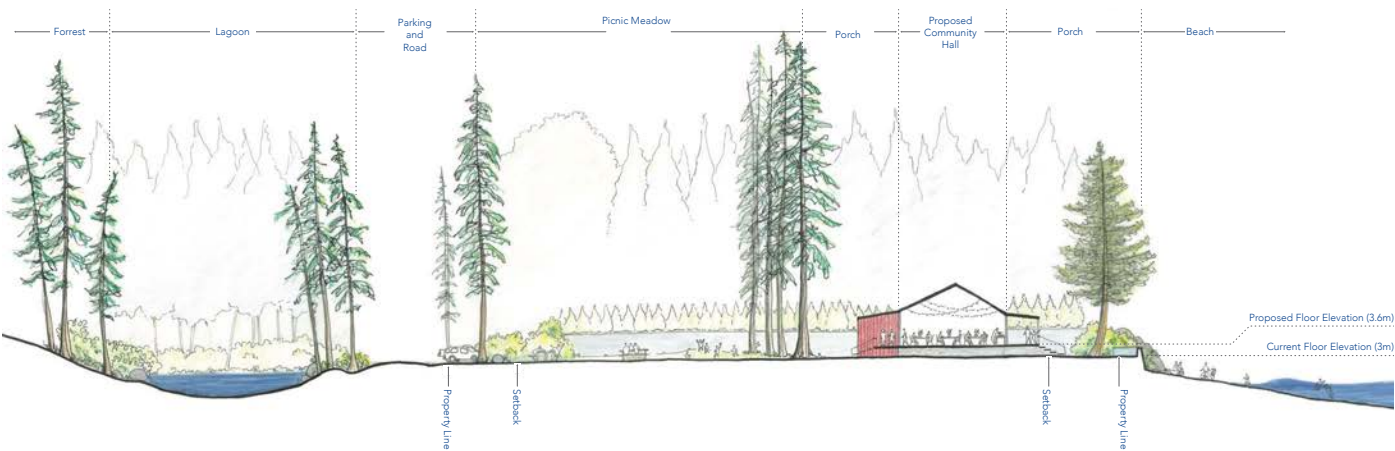 Forrest
Lagoon
Parking
and
Road
Picnic Meadow
Porch
Proposed
Community
Hall
Porch
Beach
Proposed Floor Elevation (3.6m)
Current Floor Elevation (3m)
Property Line
Setback
Setback
Property Line